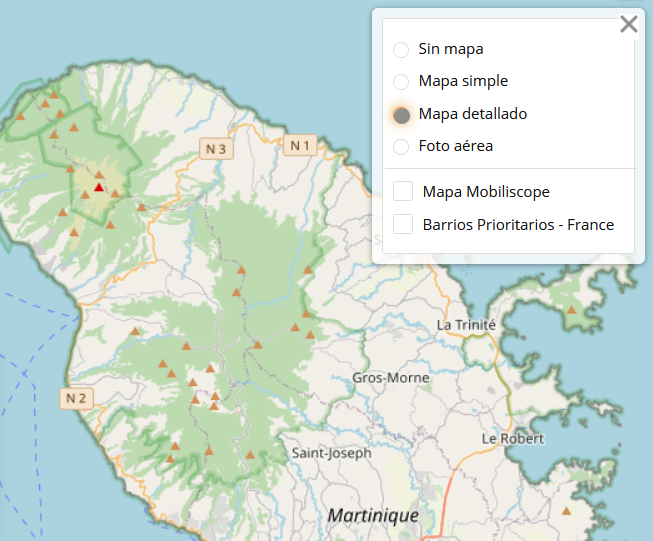 Sin mapa
Mapa simple
Mapa detallado
Foto aérea
Mapa Mobiliscope
Barrios Prioritarios - France
N 3
N 1
La Trinité
Gros-Morne
N 2
Le Robert
Saint-Joseph
Martinique